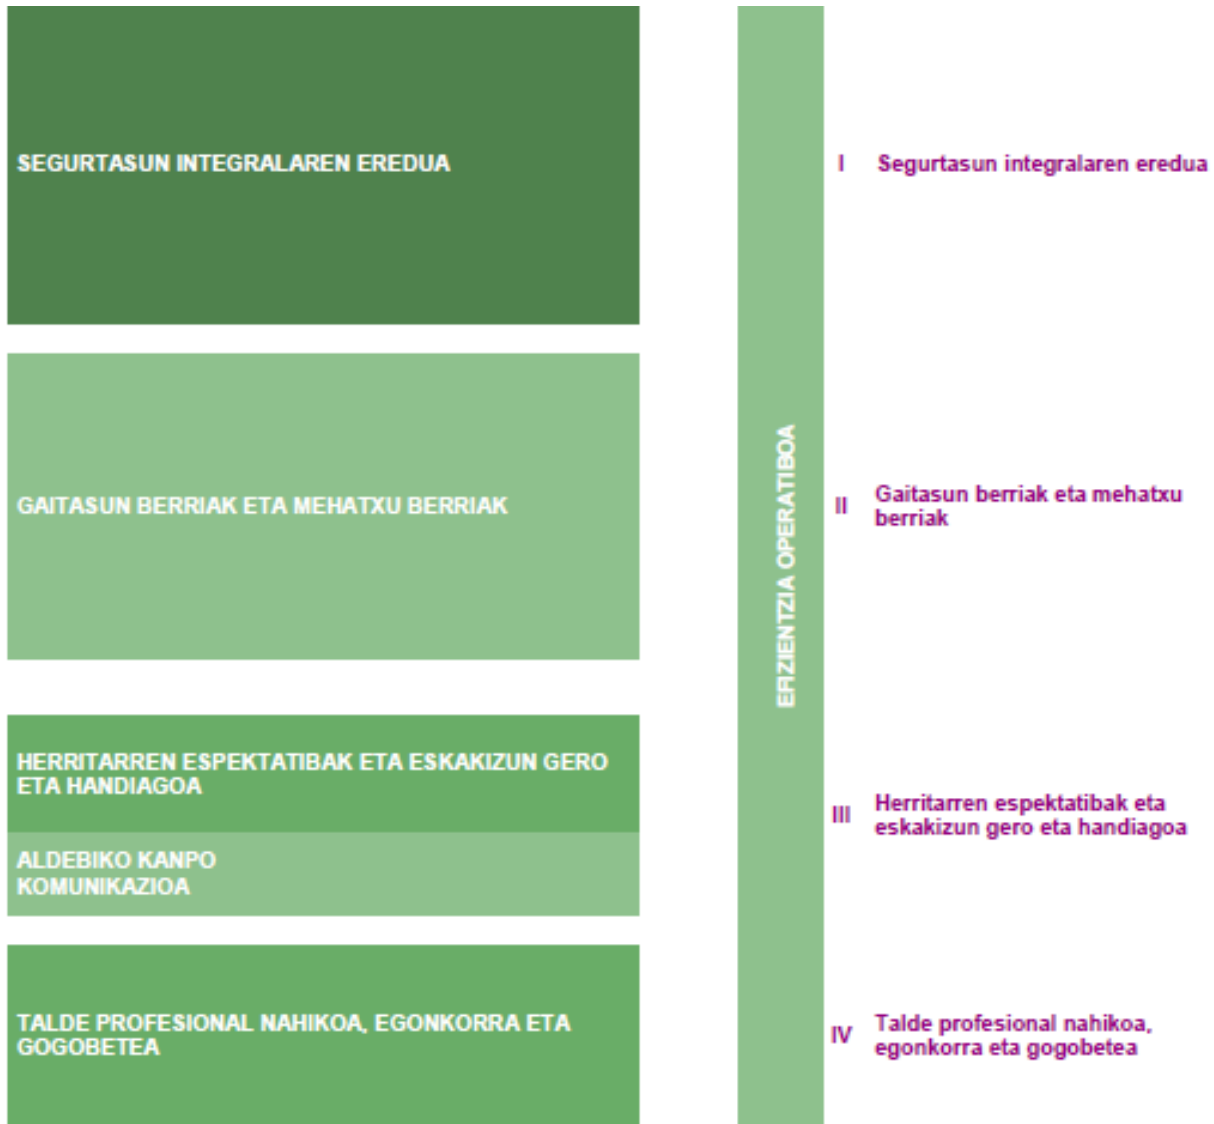 SEGURTASUN INTEGRALAREN EREDUA
GAITASUN BERRIAK ETA MEHATXU BERRIAK
HERRITARREN ESPEKTATIBAK ETA ESKAKIZUN GERO
ETA HANDIAGOA
ALDEBIKO KANPO
KOMUNIKAZIOA
TALDE PROFESIONAL NAHIKOA, EGONKORRA ETA
GOGOBETEA
EFIZIENTZIA OPERATIBOA
I Segurtasun integralaren eredua
II Gaitasun berriak eta mehatxu
berriak
III Herritarren espektatibak eta
eskakizun gero eta handiagoa
IV Talde profesional nahikoa,
egonkorra eta gogobetea